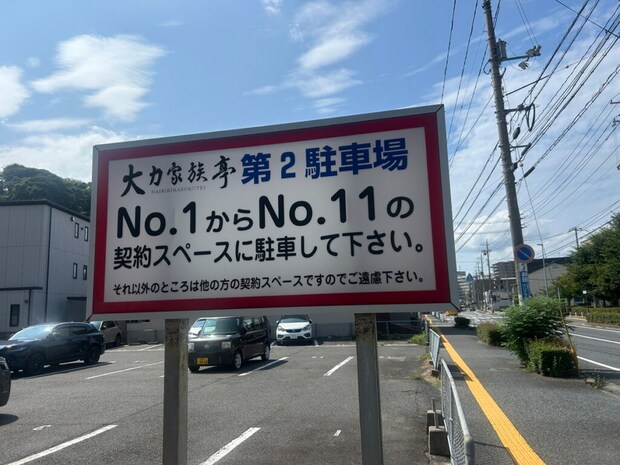 大力家族亭 第2駐車場
DAIRIKIKAZOKUTEI
No.1からNo.11の
契約スペースに駐車して下さい。
それ以外のところは他の方の契約スペースですのでご遠慮下さい。